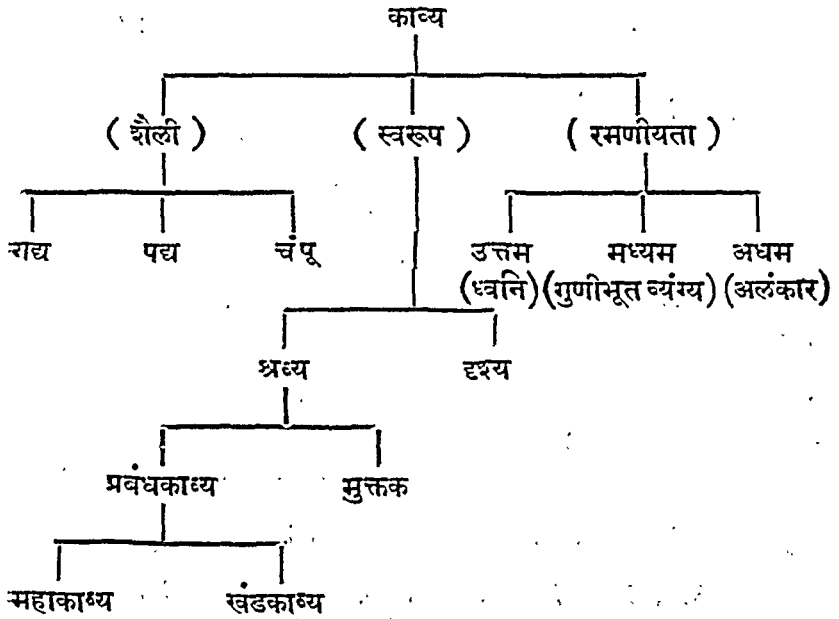 काव्य
( शैली ) ( स्वरूप ) ( रमणीयता )
गद्य पद्य चंपू उत्तम मध्यम अधम
(ध्वनि) (गुणीभूत व्यंग्य) (अलंकार)
श्रव्य दृश्य
प्रबंधकाव्य मुक्तक
महाकाव्य खंडकाव्य